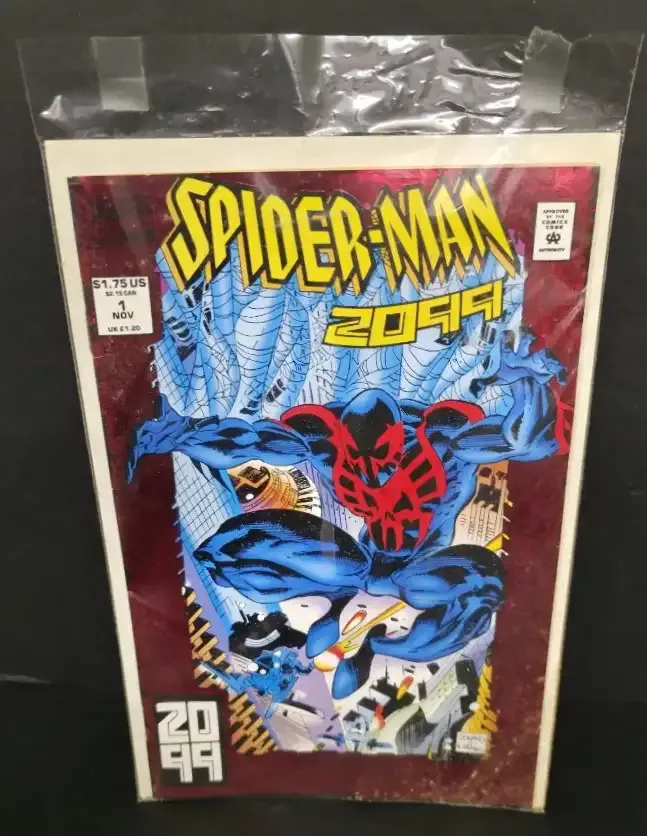 SPIDER-MAN
2099
APPROVED
BY THE
COMICS
CODE
CA
AUTHORITY
$1.75 US
$2.15 CAN
1
NOV
UK £1.20
20
99